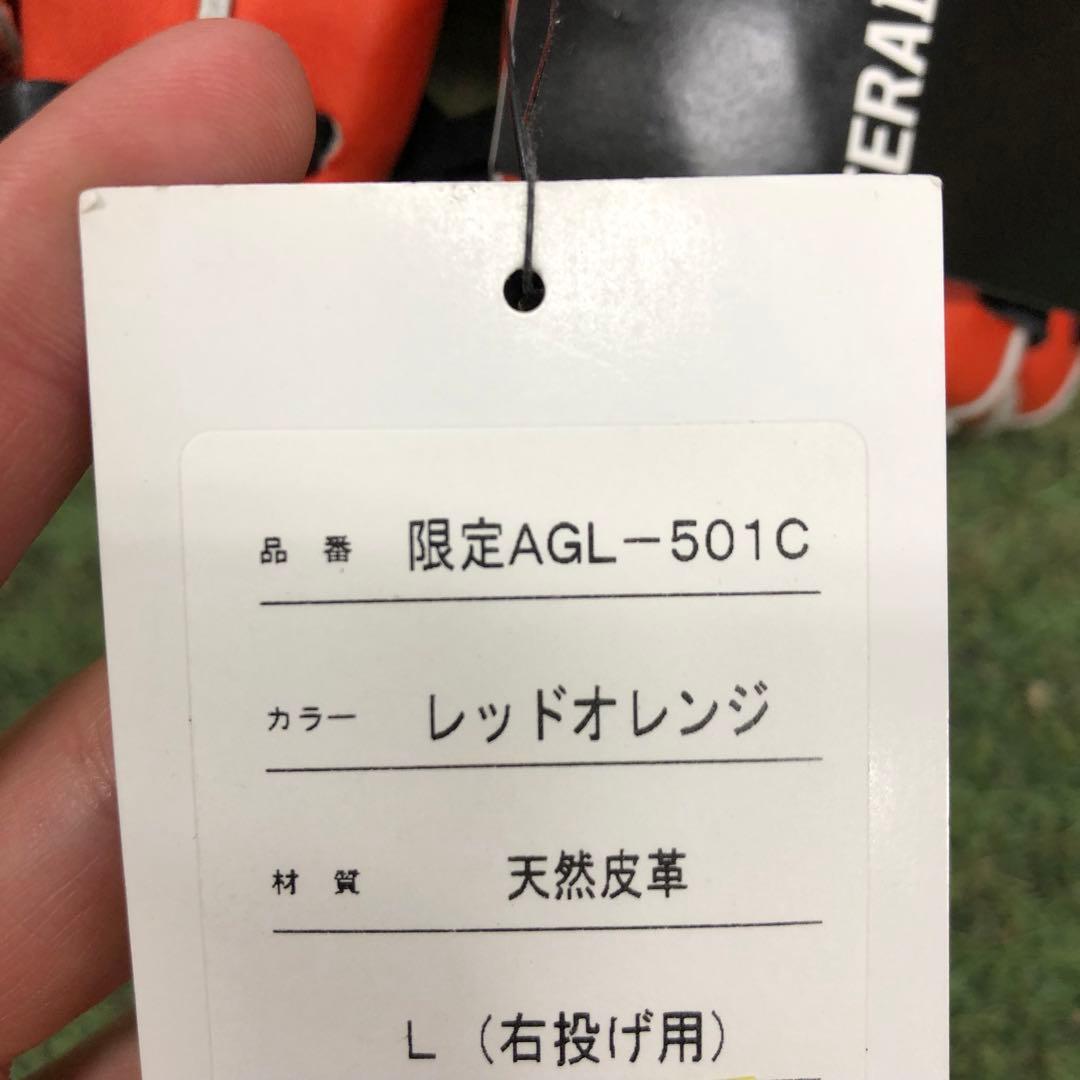 品番 限定AGL-501C
カラー レッドオレンジ
材質 天然皮革
L（右投げ用）